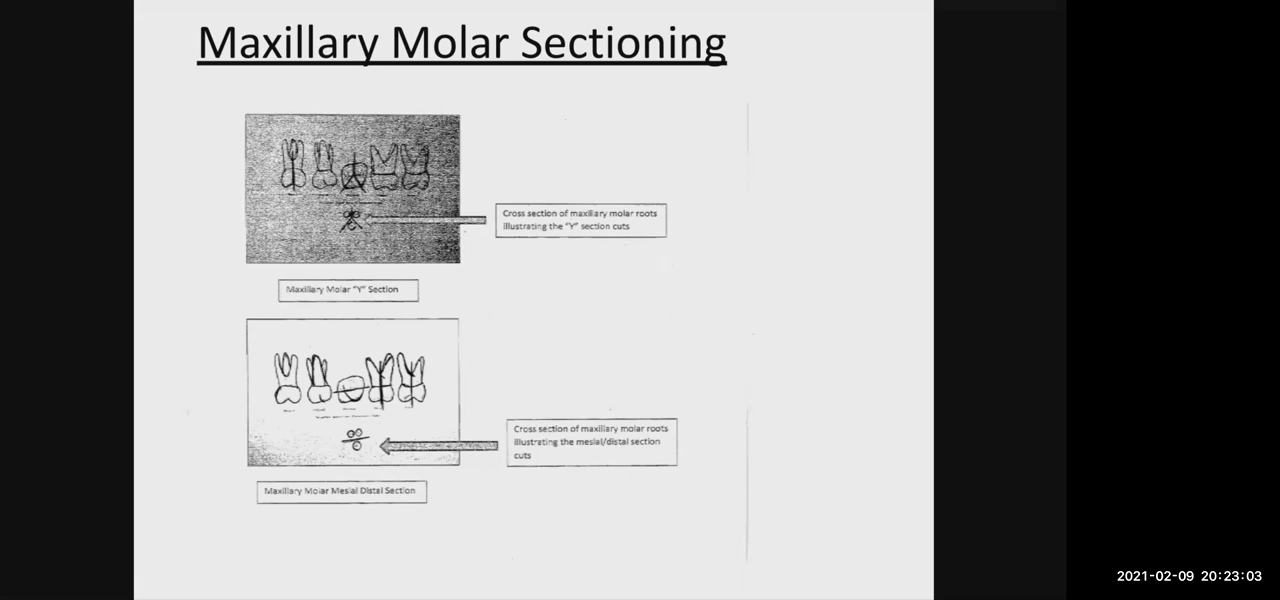 Maxillary Molar Sectioning
Cross section of maxillary molar roots
illustrating the "Y" section cuts
Maxillary Molar "Y" Section
Cross section of maxillary molar roots
illustrating the mesial/distal section
cuts
Maxillary Molar Mesial Distal Section
2021-02-09 20:23:03